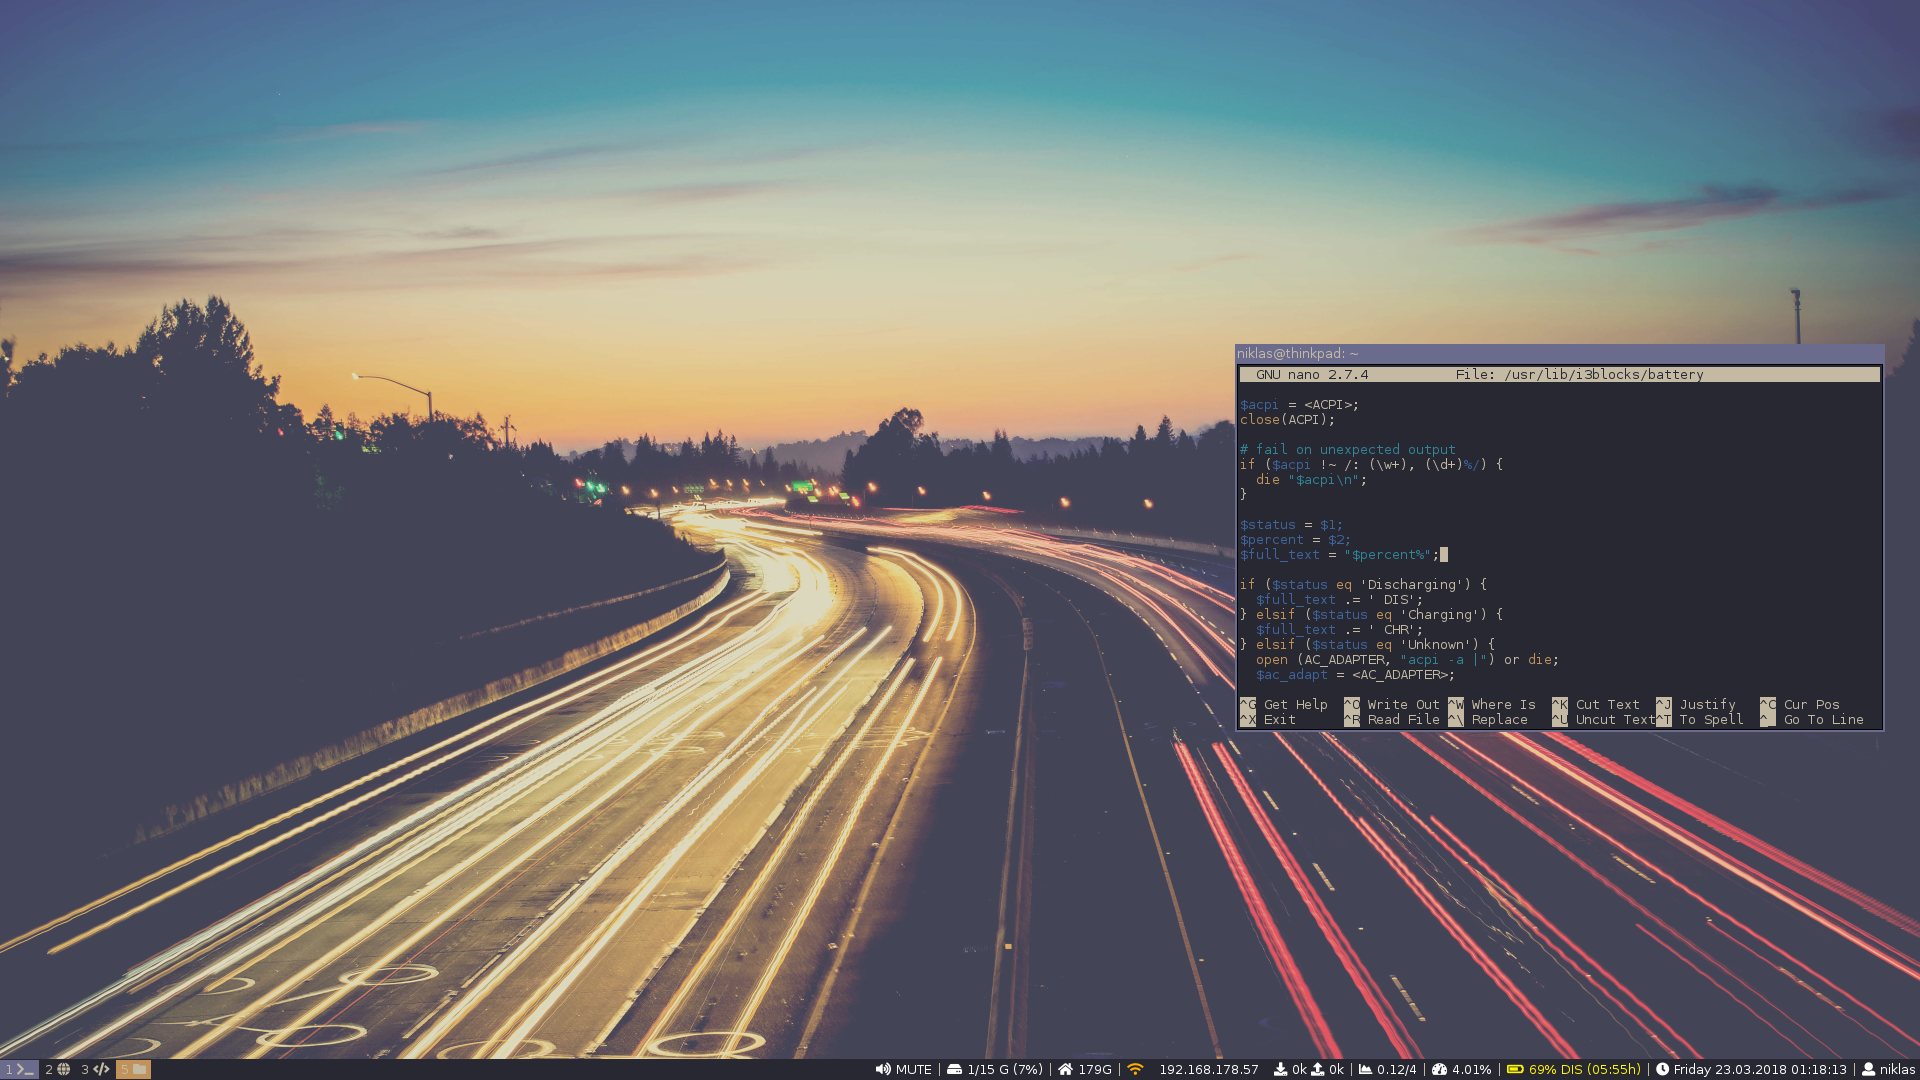 niklas@thinkpad: ~
GNU nano 2.7.4 File: /usr/lib/i3blocks/battery
$acpi = <ACPI>;
close(ACPI);
# fail on unexpected output
if ($acpi !~ /: (\w+), (\d+)%/) {
die "$acpi\n";
}
$status = $1;
$percent = $2;
$full_text = "$percent%";
if ($status eq 'Discharging') {
$full_text .= ' DIS';
} elsif ($status eq 'Charging') {
$full_text .= ' CHR';
} elsif ($status eq 'Unknown') {
open (AC_ADAPTER, "acpi -a |") or die;
$ac_adapt = <AC_ADAPTER>;
^G Get Help ^O Write Out ^W Where Is ^K Cut Text ^J Justify ^C Cur Pos
^X Exit ^R Read File ^\ Replace ^U Uncut Text ^T To Spell ^_ Go To Line
1 2 3 5 MUTE | 1/15 G (7%) | 179G | 192.168.178.57 0k 0k | 0.12/4 | 4.01% | 69% DIS (05:55h) | Friday 23.03.2018 01:18:13 | niklas